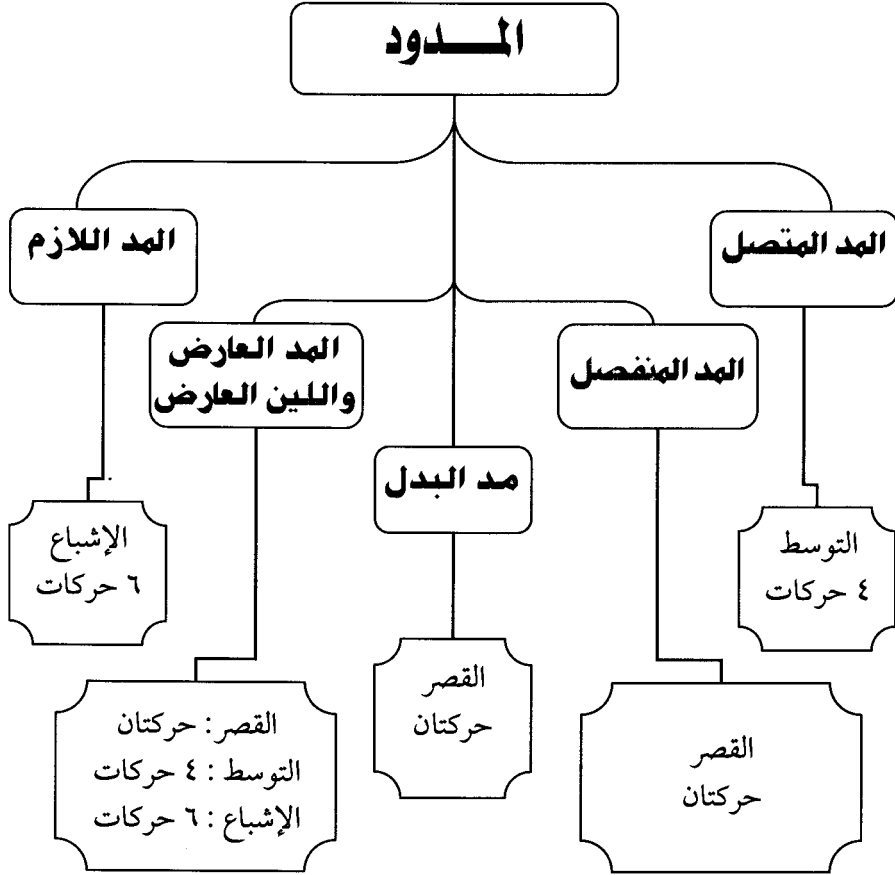 المـــدود
المد المتصل
المد اللازم
المد المنفصل
المد العارض
واللين العارض
مد البدل
التوسط
٤ حركات
الإشباع
٦ حركات
القصر
حركتان
القصر
حركتان
القصر : حركتان
التوسط : ٤ حركات
الإشباع : ٦ حركات